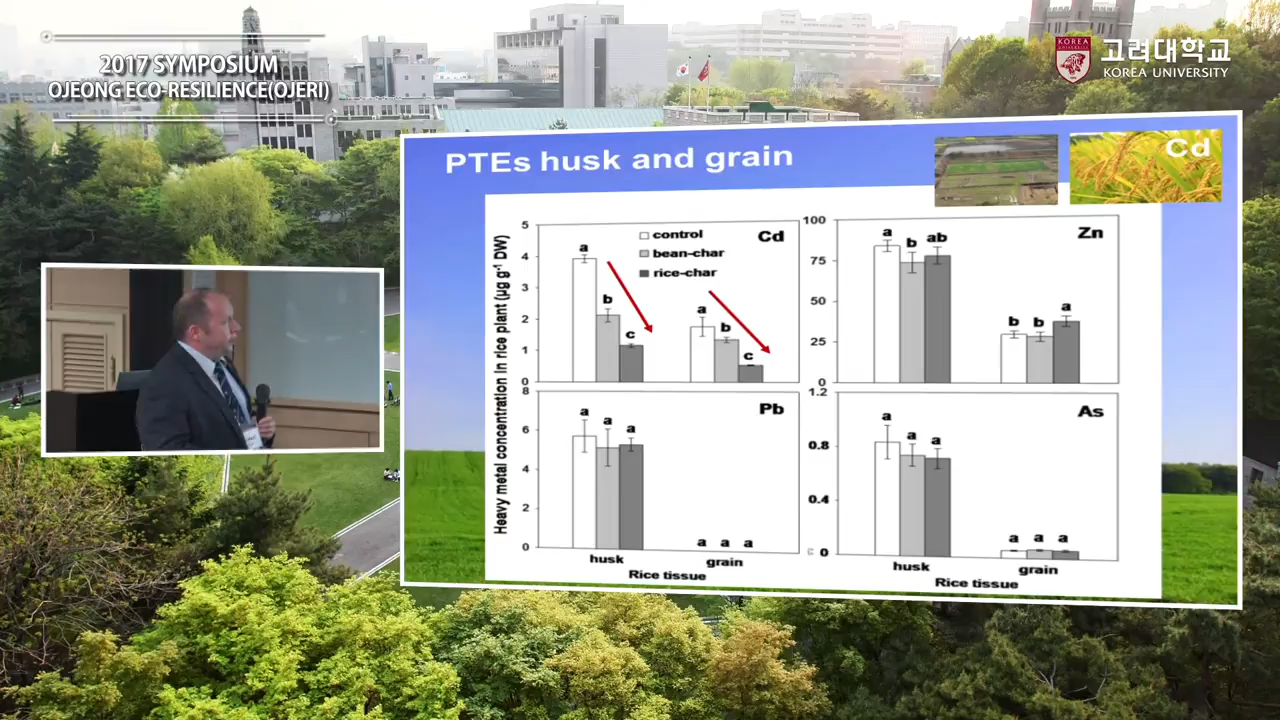 2017 SYMPOSIUM
OJEONG ECO-RESILIENCE(OJERI)
KOREA
고려대학교
KOREA UNIVERSITY
PTEs husk and grain
Cd
Heavy metal concentration in rice plant (µg g-1 DW)
5
4
3
2
1
0
control
bean-char
rice-char
Cd
a
b
c
a
b
c
100
75
50
25
0
Zn
a
b
ab
b
b
a
8
6
4
2
0
Pb
a
a
a
a
a
a
husk
grain
Rice tissue
1.2
0.8
0.4
0
As
a
a
a
a
a
a
husk
grain
Rice tissue